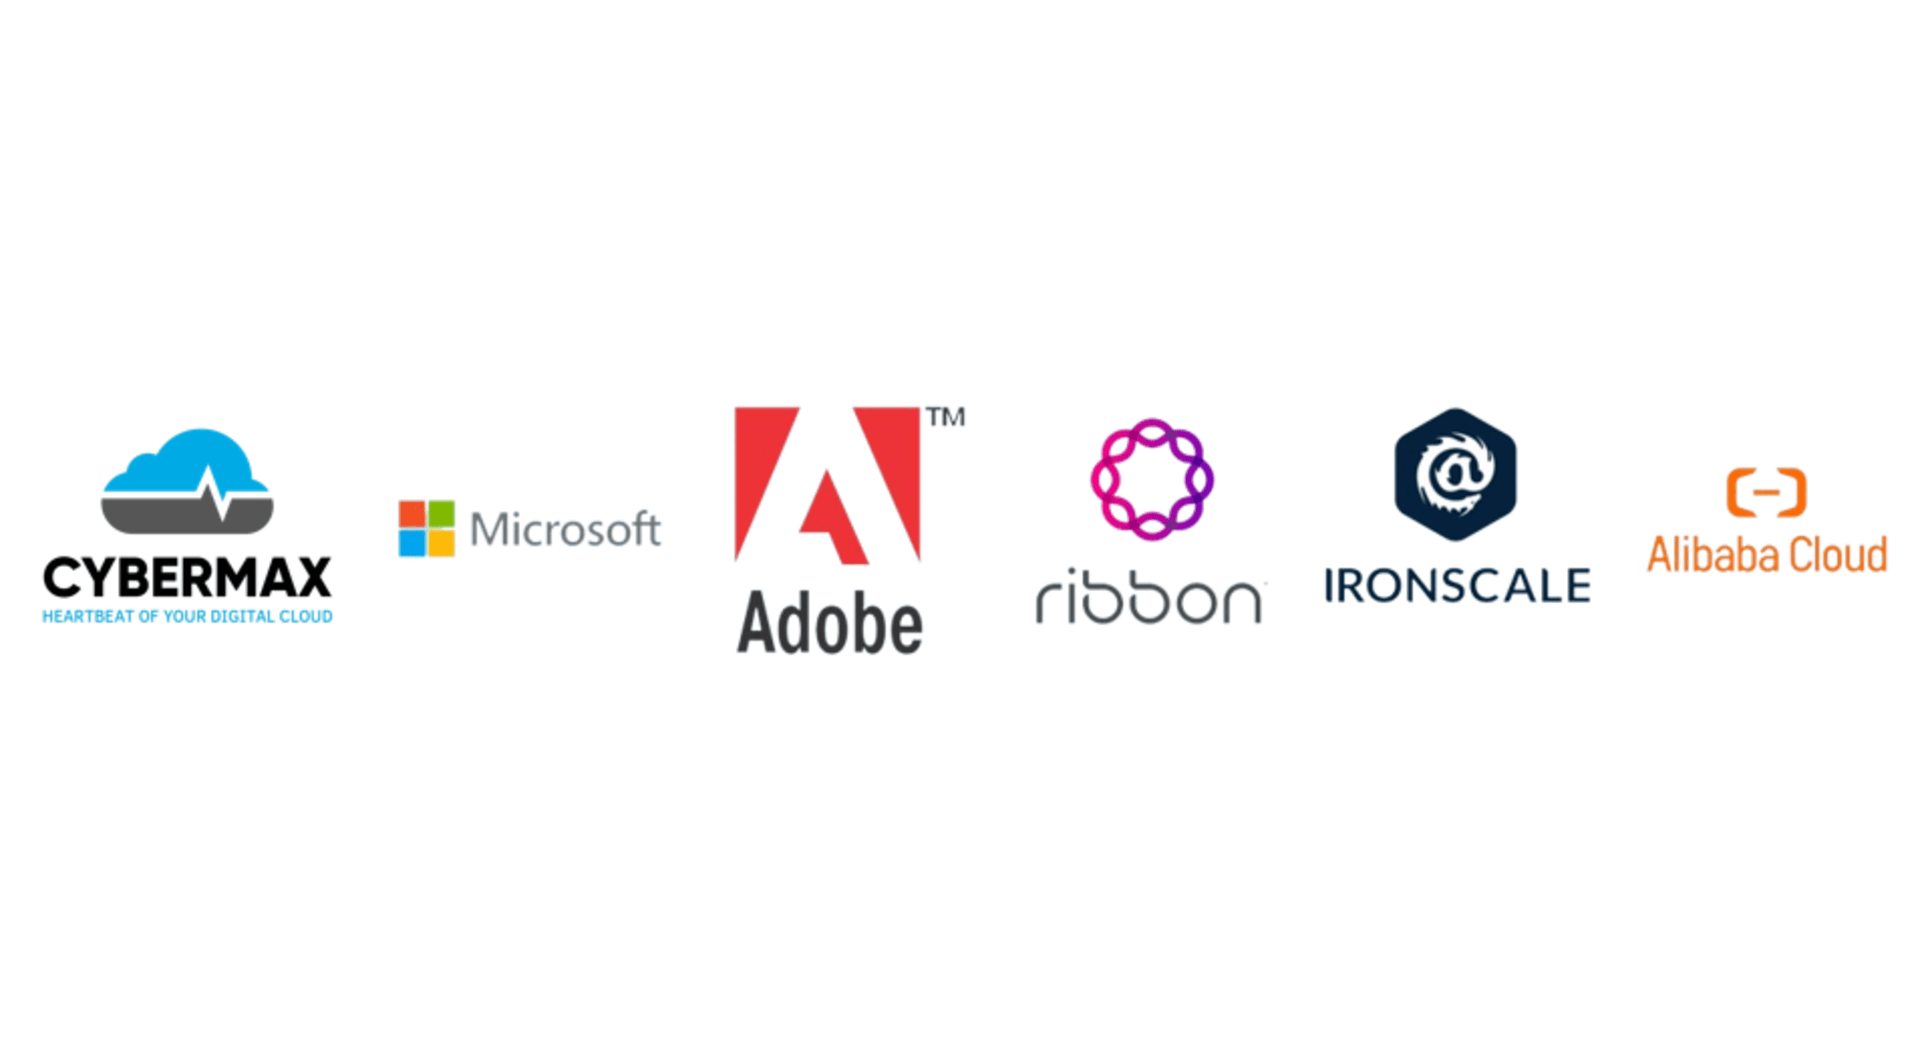 CYBERMAX
HEARTBEAT OF YOUR DIGITAL CLOUD
Microsoft
Adobe
TM
ribbon
IRONSCALE
Alibaba Cloud